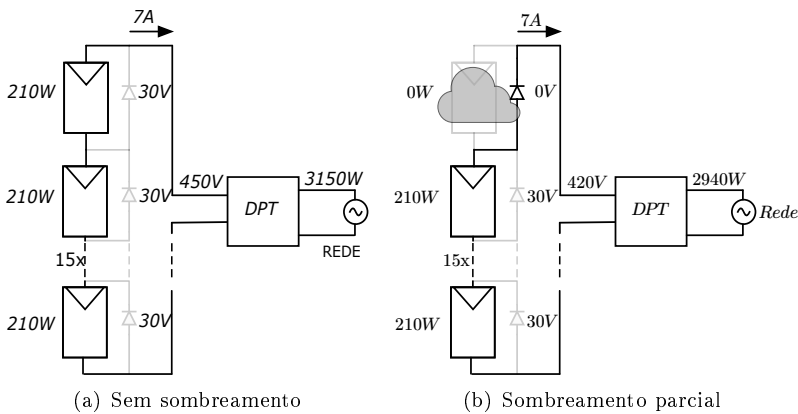 7A
210W
30V
210W
30V
450V
3150W
DPT
REDE
15x
210W
30V
(a) Sem sombreamento
7A
0W
0V
210W
30V
420V
2940W
DPT
Rede
15x
210W
30V
(b) Sombreamento parcial